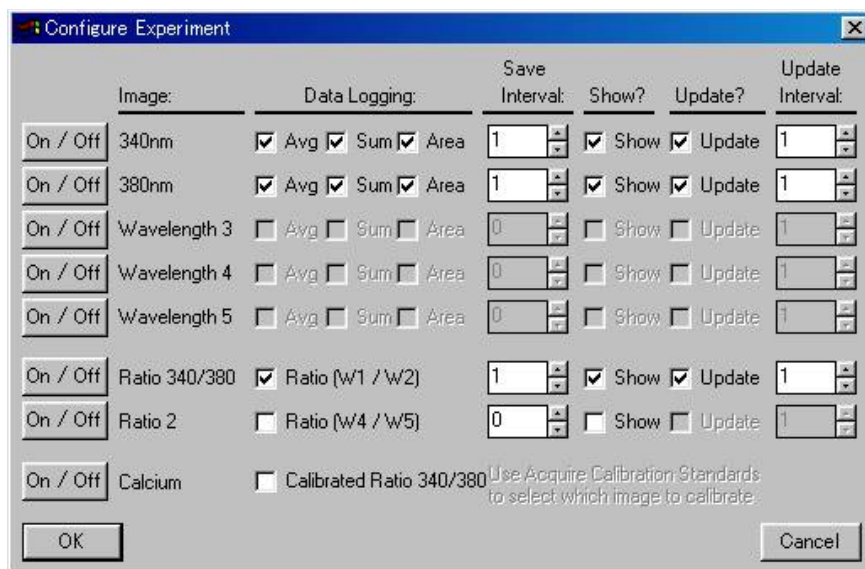 Configure Experiment
Save Update
Image: Data Logging: Interval: Show? Update? Interval:
On / Off 340nm Avg Sum Area 1 Show Update 1
On / Off 380nm Avg Sum Area 1 Show Update 1
On / Off Wavelength 3 Avg Sum Area 0 Show Update 1
On / Off Wavelength 4 Avg Sum Area 0 Show Update 1
On / Off Wavelength 5 Avg Sum Area 0 Show Update 1
On / Off Ratio 340/380 Ratio (W1 / W2) 1 Show Update 1
On / Off Ratio 2 Ratio (W4 / W5) 0 Show Update 1
On / Off Calcium Calibrated Ratio 340/380 Use Acquire Calibration Standards
to select which image to calibrate
OK Cancel